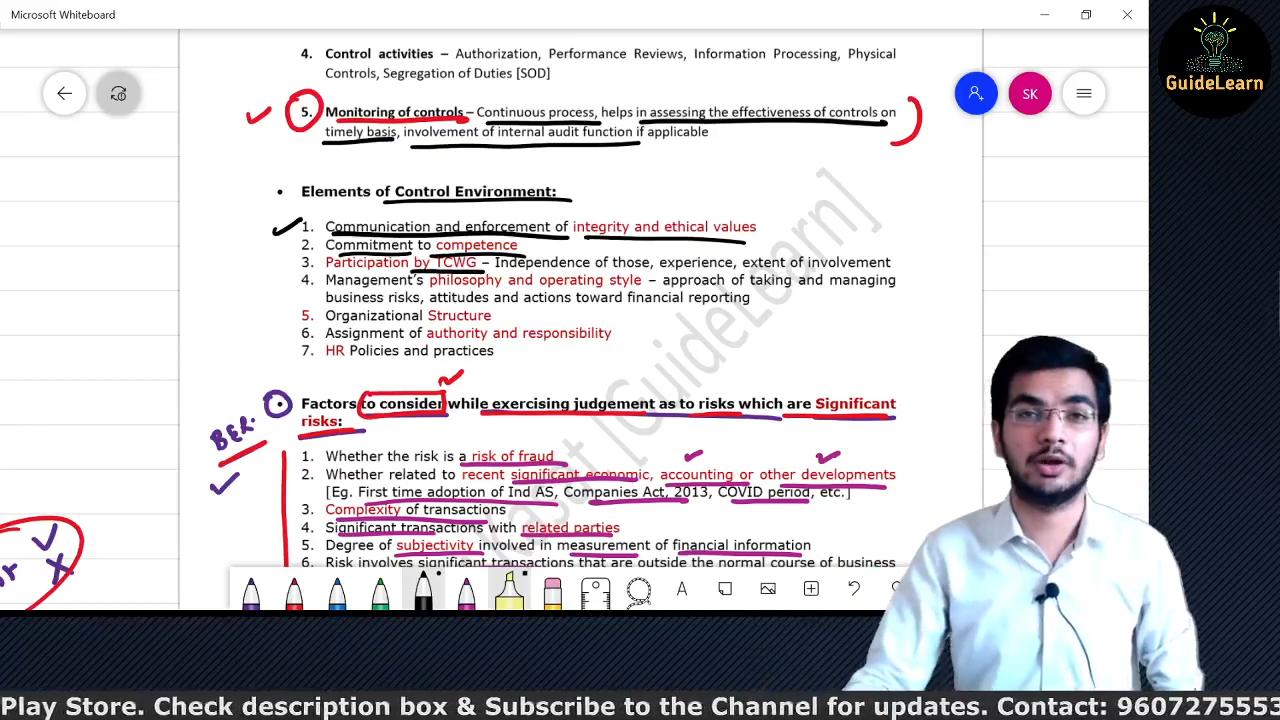 Microsoft Whiteboard
GuideLearn
SK
4. Control activities – Authorization, Performance Reviews, Information Processing, Physical
Controls, Segregation of Duties [SOD]
5. Monitoring of controls – Continuous process, helps in assessing the effectiveness of controls on
timely basis, involvement of internal audit function if applicable
• Elements of Control Environment:
1. Communication and enforcement of integrity and ethical values
2. Commitment to competence
3. Participation by TCWG – Independence of those, experience, extent of involvement
4. Management's philosophy and operating style – approach of taking and managing
business risks, attitudes and actions toward financial reporting
5. Organizational Structure
6. Assignment of authority and responsibility
7. HR Policies and practices
• Factors to consider while exercising judgement as to risks which are Significant
risks:
BER.
1. Whether the risk is a risk of fraud
2. Whether related to recent significant economic, accounting or other developments
[Eg. First time adoption of Ind AS, Companies Act, 2013, COVID period, etc.]
3. Complexity of transactions
4. Significant transactions with related parties
5. Degree of subjectivity involved in measurement of financial information
6. Risk involves significant transactions that are outside the normal course of business
[GuideLearn]
Play Store. Check description box & Subscribe to the Channel for updates. Contact: 9607275553